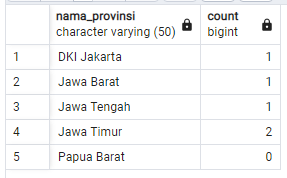 nama_provinsi count
character varying (50) bigint
1 DKI Jakarta 1
2 Jawa Barat 1
3 Jawa Tengah 1
4 Jawa Timur 2
5 Papua Barat 0